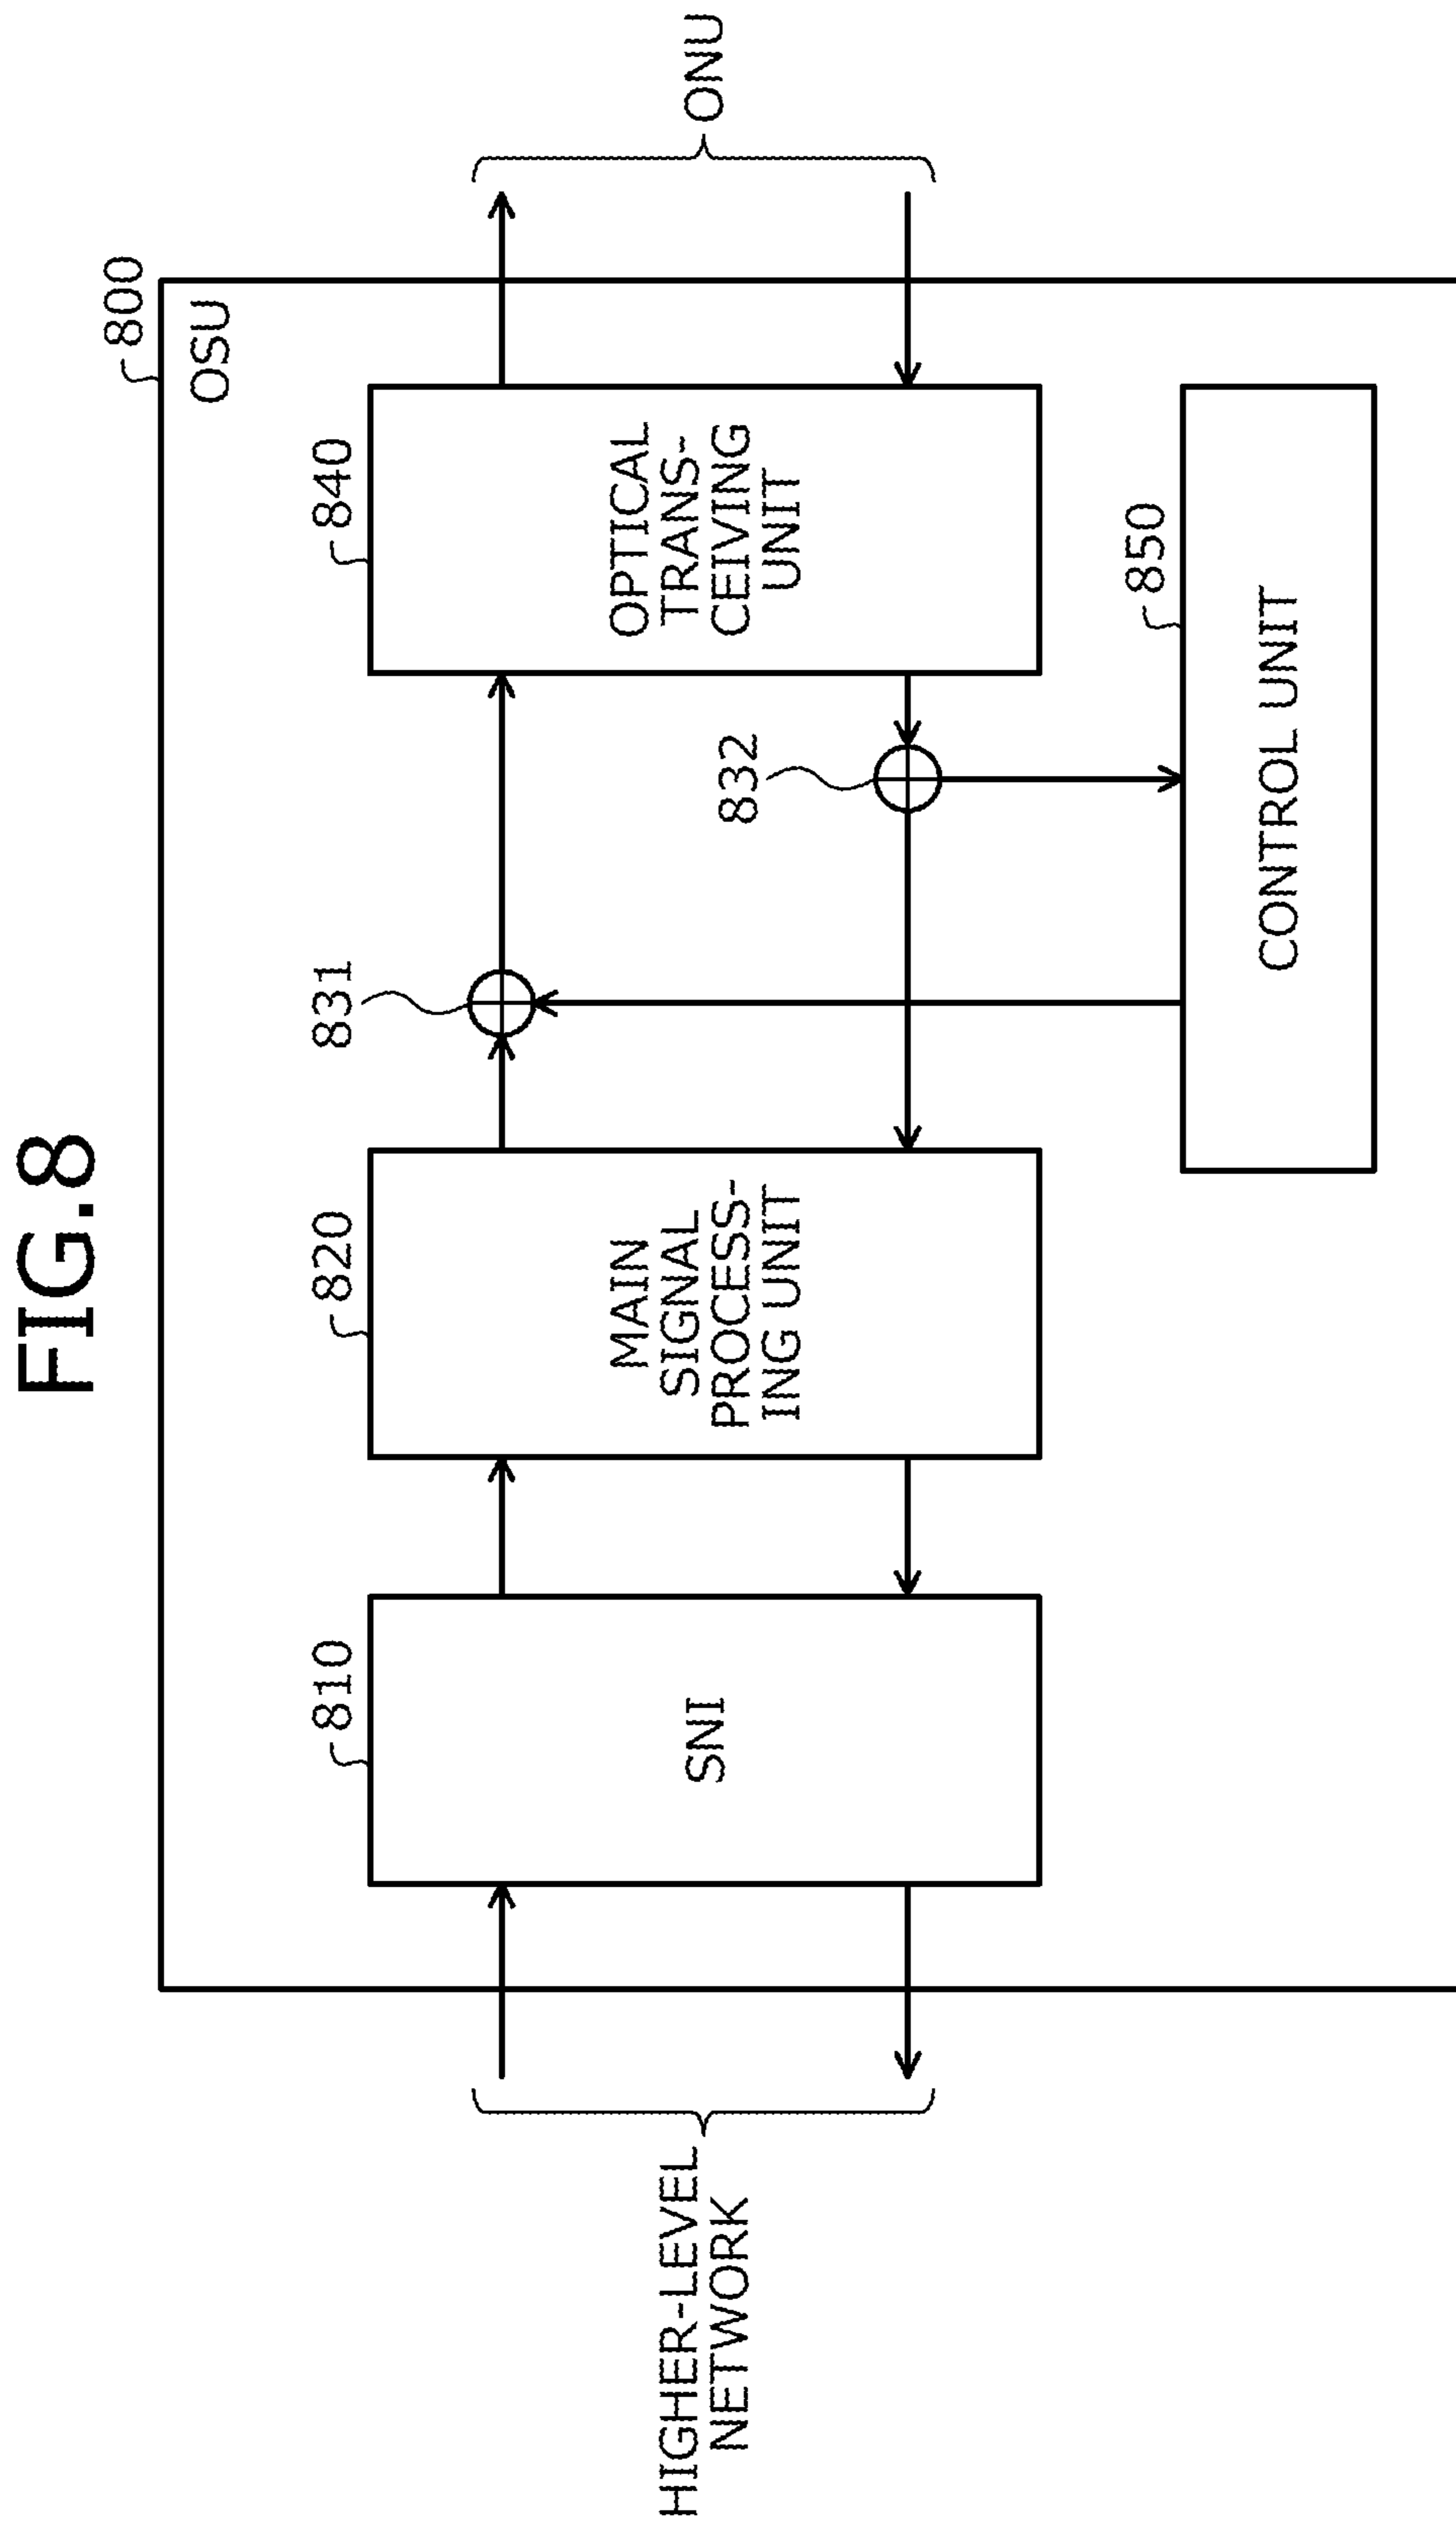 FIG.8
800
OSU
HIGHER-LEVEL
NETWORK
810
SNI
820
MAIN
SIGNAL
PROCESS-
ING UNIT
831
832
840
OPTICAL
TRANS-
CEIVING
UNIT
ONU
850
CONTROL UNIT